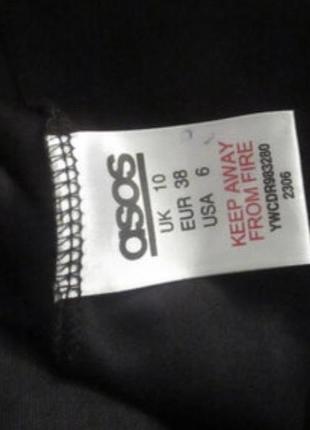 asos
UK 10
EUR 38
USA 6
KEEP AWAY
FROM FIRE
YWCDR983280
2306